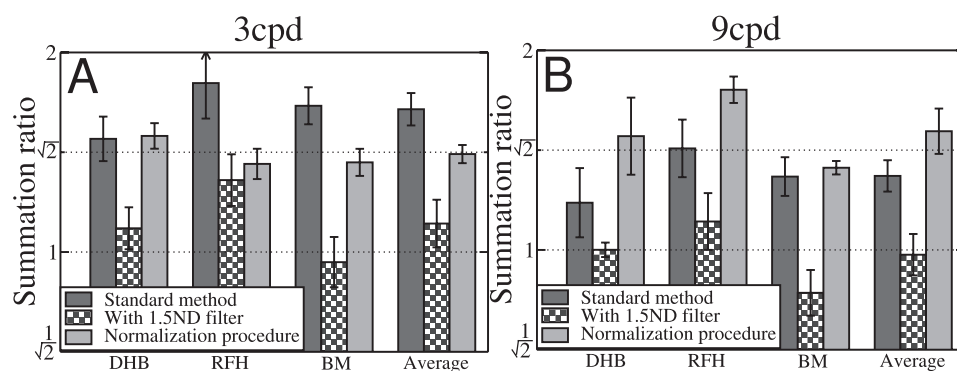 3cpd
A
Summation ratio
2
√2
1
1/√2
Standard method
With 1.5ND filter
Normalization procedure
DHB RFH BM Average
9cpd
B
Summation ratio
2
√2
1
1/√2
Standard method
With 1.5ND filter
Normalization procedure
DHB RFH BM Average